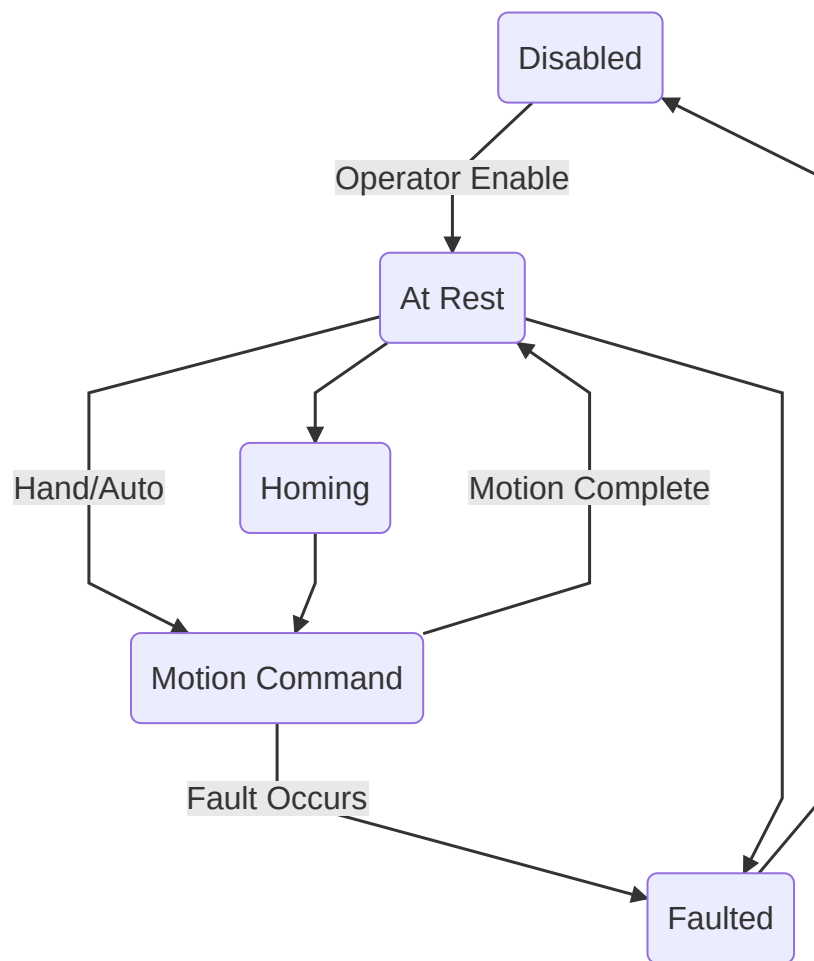 Disabled
Operator Enable
At Rest
Hand/Auto
Homing
Motion Complete
Motion Command
Fault Occurs
Faulted